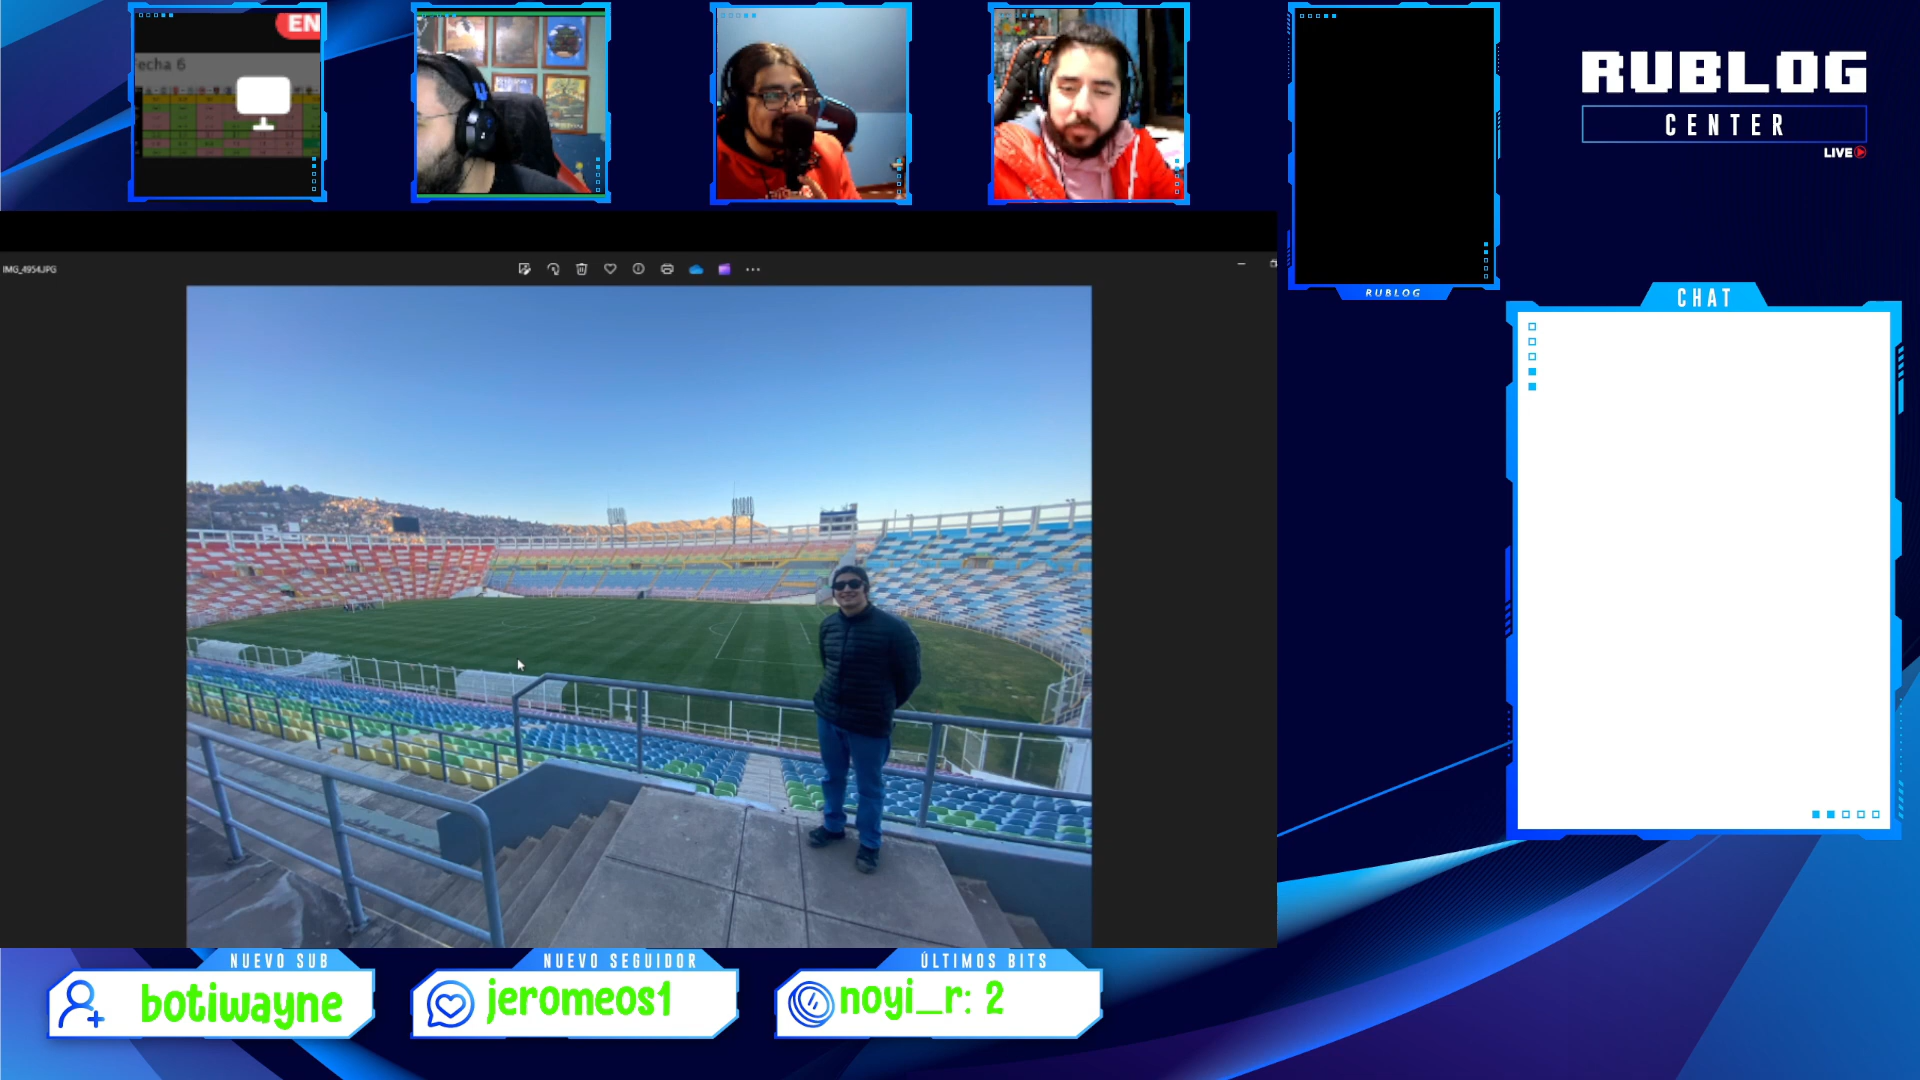 EN
echa 6
RUBLOG
CENTER
LIVE
IMG_4954.JPG
RUBLOG
CHAT
NUEVO SUB
botiwayne
NUEVO SEGUIDOR
jeromeos1
ÚLTIMOS BITS
noyi_r: 2